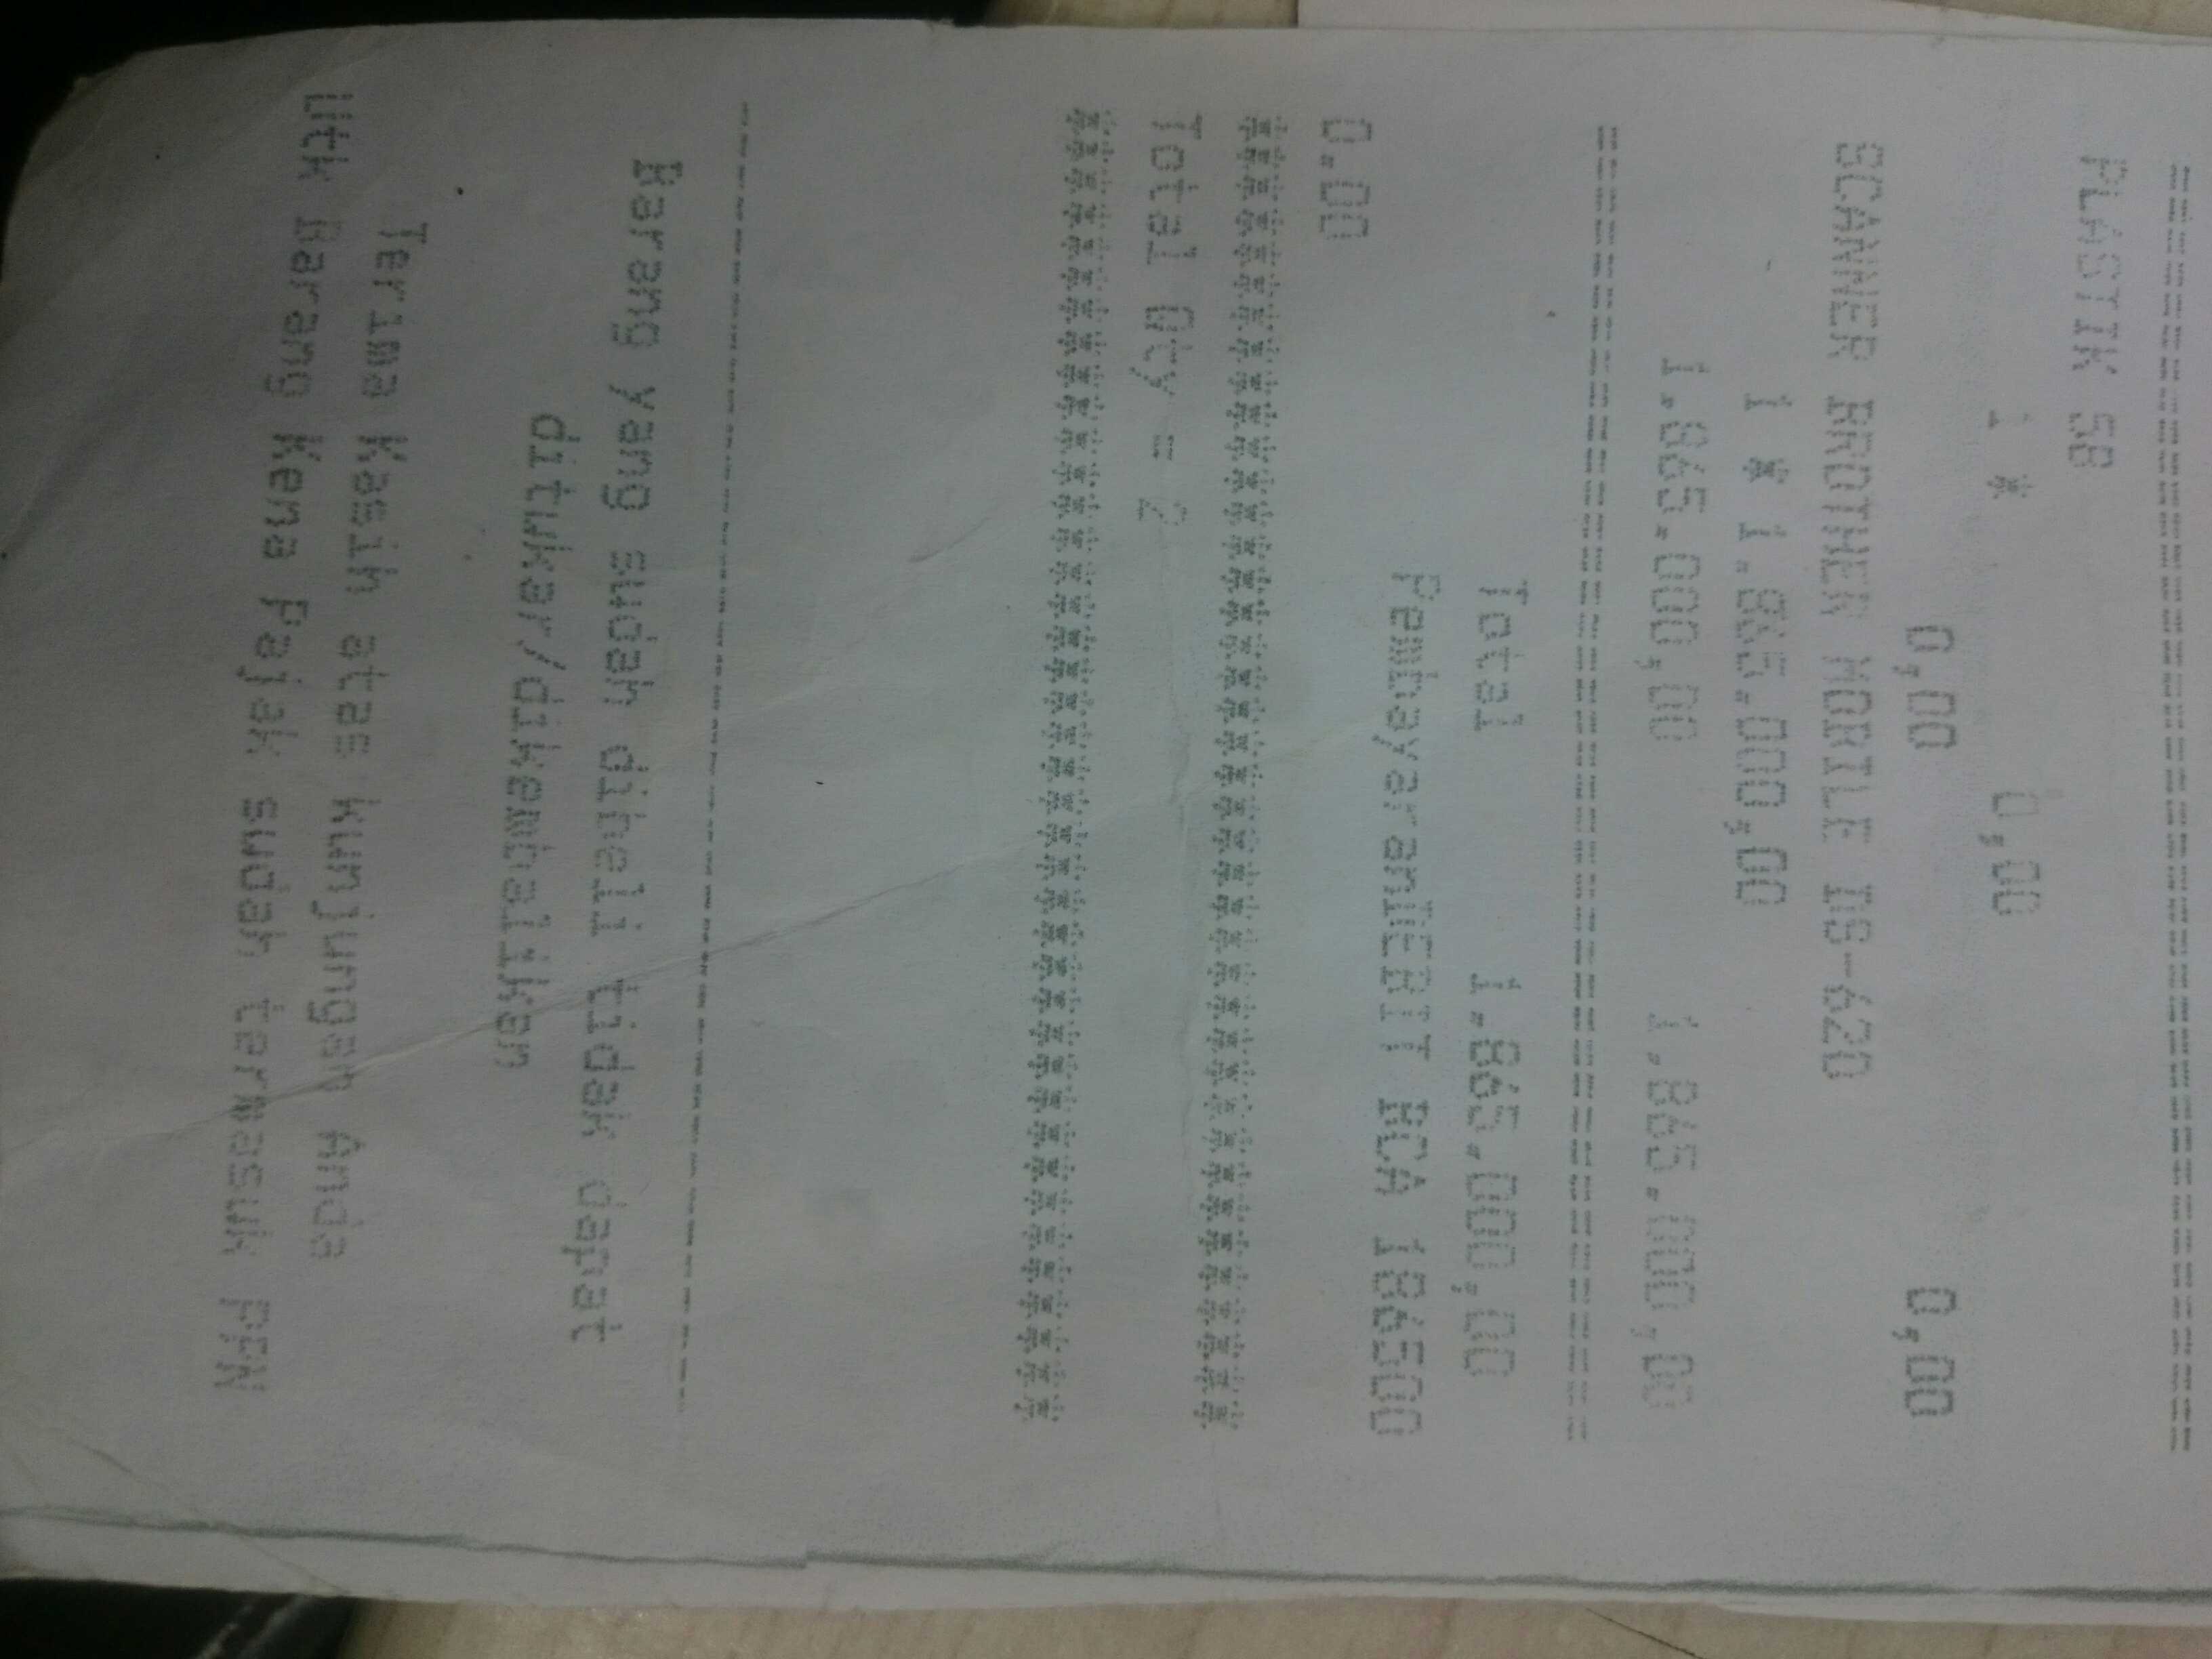 ========================================
PLASTIK SB
1 * 0,00
0,00 0,00
SCANNER BROTHER MOBILE DS-620
1 * 1.865.000,00
1.865.000,00 1.865.000,00
========================================
Total 1.865.000,00
PembayaranDEBIT BCA 186500
0.00
****************************************
Total Qty = 2
****************************************
----------------------------------------
Barang yang sudah dibeli tidak dapat
ditukar/dikembalikan
Terima Kasih atas kunjungan Anda
Utk Barang Kena Pajak sudah termasuk PPN